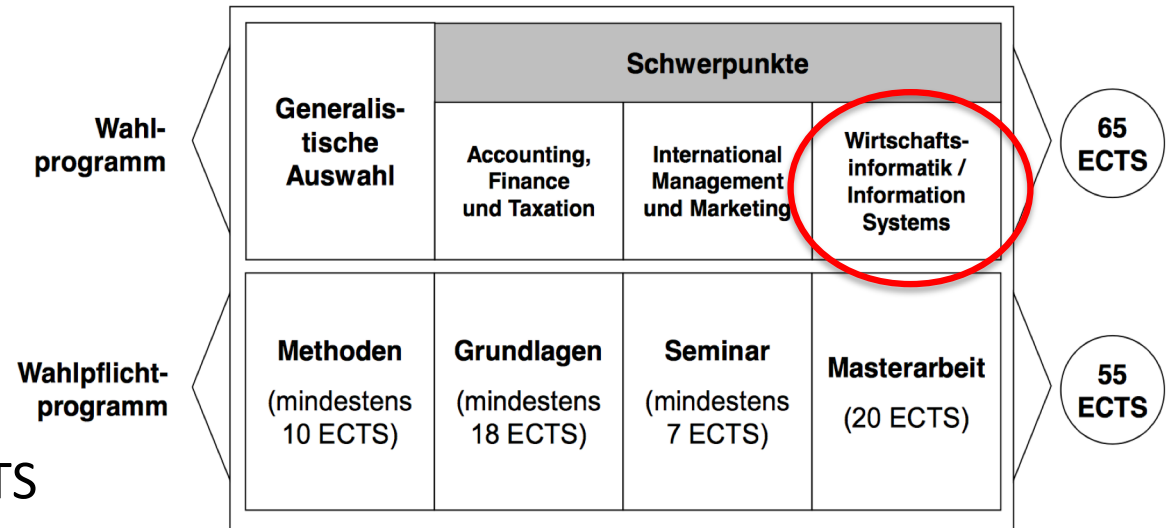 Wahl-
programm
Generalis-
tische
Auswahl
Schwerpunkte
Accounting,
Finance
und Taxation
International
Management
und Marketing
Wirtschafts-
informatik /
Information
Systems
65
ECTS
Wahlpflicht-
programm
Methoden
(mindestens
10 ECTS)
Grundlagen
(mindestens
18 ECTS)
Seminar
(mindestens
7 ECTS)
Masterarbeit
(20 ECTS)
55
ECTS
TS